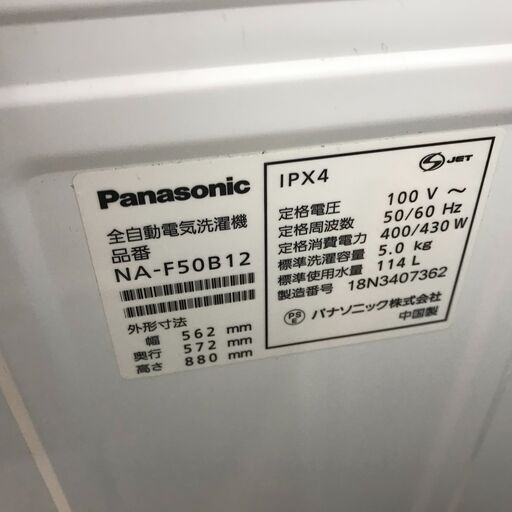 Panasonic
全自動電気洗濯機
品番
NA-F50B12
外形寸法
幅 562 mm
奥行 572 mm
高さ 880 mm
IPX4
JET
定格電圧 100 V ～
定格周波数 50/60 Hz
定格消費電力 400/430 W
標準洗濯容量 5.0 kg
標準使用水量 114 L
製造番号 18N3407362
PS
E
パナソニック株式会社
中国製